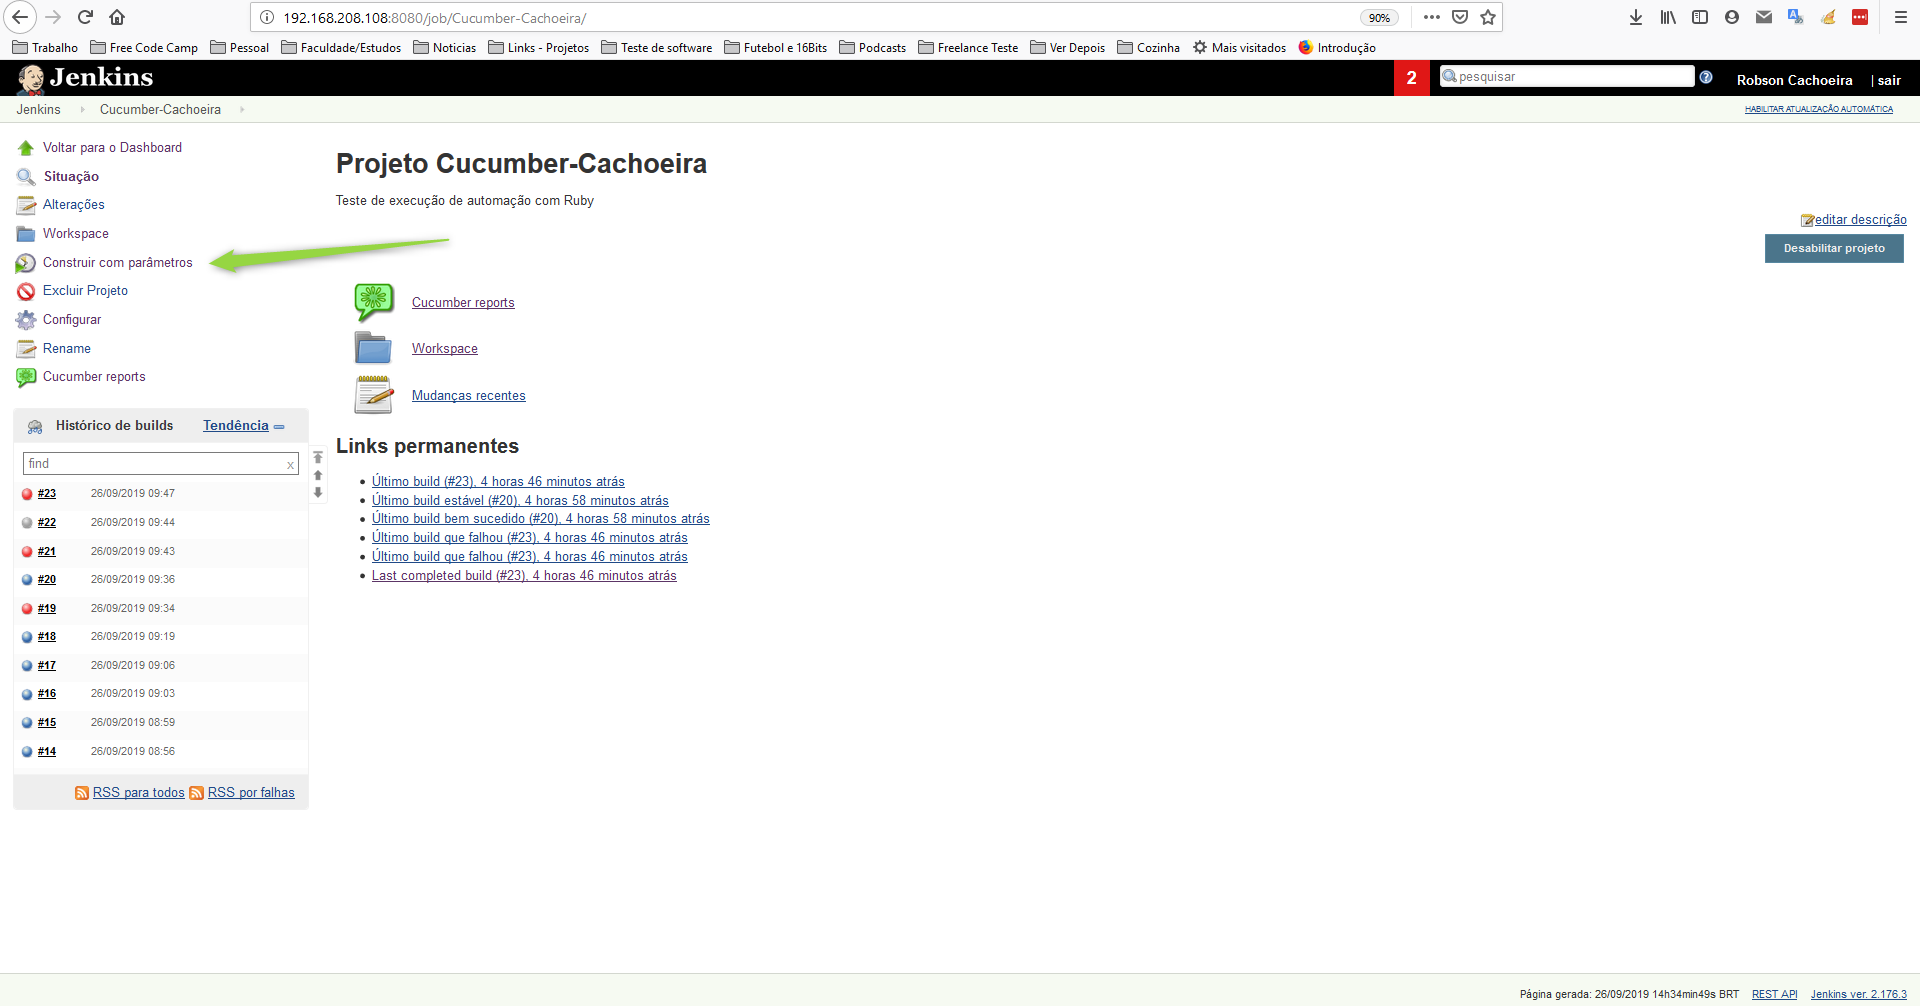 192.168.208.108:8080/job/Cucumber-Cachoeira/
90%
Trabalho Free Code Camp Pessoal Faculdade/Estudos Noticias Links - Projetos Teste de software Futebol e 16Bits Podcasts Freelance Teste Ver Depois Cozinha Mais visitados Introdução
Jenkins 2 pesquisar Robson Cachoeira | sair
Jenkins Cucumber-Cachoeira HABILITAR ATUALIZAÇÃO AUTOMÁTICA
Voltar para o Dashboard
Situação
Alterações
Workspace
Construir com parâmetros
Excluir Projeto
Configurar
Rename
Cucumber reports
Histórico de builds Tendência
find x
#23 26/09/2019 09:47
#22 26/09/2019 09:44
#21 26/09/2019 09:43
#20 26/09/2019 09:36
#19 26/09/2019 09:34
#18 26/09/2019 09:19
#17 26/09/2019 09:06
#16 26/09/2019 09:03
#15 26/09/2019 08:59
#14 26/09/2019 08:56
RSS para todos RSS por falhas
Projeto Cucumber-Cachoeira
Teste de execução de automação com Ruby
editar descrição
Desabilitar projeto
Cucumber reports
Workspace
Mudanças recentes
Links permanentes
Último build (#23), 4 horas 46 minutos atrás
Último build estável (#20), 4 horas 58 minutos atrás
Último build bem sucedido (#20), 4 horas 58 minutos atrás
Último build que falhou (#23), 4 horas 46 minutos atrás
Último build que falhou (#23), 4 horas 46 minutos atrás
Last completed build (#23), 4 horas 46 minutos atrás
Página gerada: 26/09/2019 14h34min49s BRT REST API Jenkins ver. 2.176.3